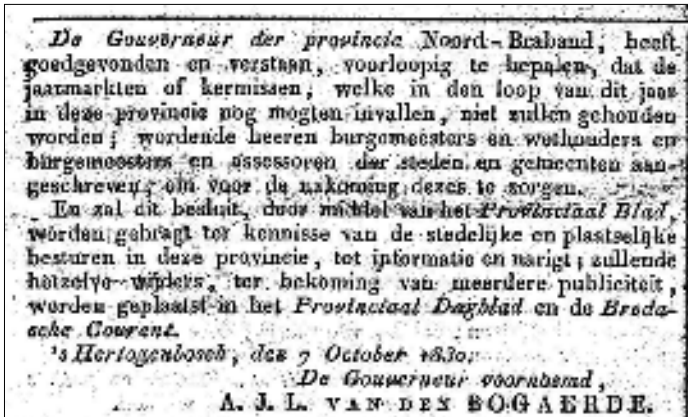 De Gouverneur der provincie Noord-Braband, heeft
goedgevonden en verstaan, voorloopig te bepalen, dat de
jaarmarkten of kermissen, welke in den loop van dit jaar
in deze provincie nog mogten invallen, niet zullen gehouden
worden; wordende heeren burgemeesters en wethouders en
burgemeesters en assessoren der steden en gemeenten aan-
geschreven, om voor de nakoming dezes te zorgen.
En zal dit besluit, door middel van het Provinciaal Blad,
worden gebragt ter kennisse van de stedelijke en plaatselijke
besturen in deze provincie, tot informatie en narigt; zullende
hetzelve wijders, ter bekoming van meerdere publiciteit,
worden geplaatst in het Provinciaal Dagblad en de Breda-
sche Courant.
's Hertogenbosch, den 7 October 1830.
De Gouverneur voornoemd,
A. J. L. VAN DEN BOGAERDE.